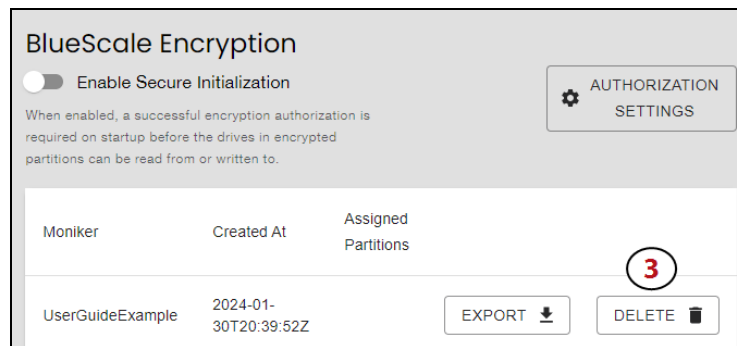 BlueScale Encryption
Enable Secure Initialization
When enabled, a successful encryption authorization is
required on startup before the drives in encrypted
partitions can be read from or written to.
AUTHORIZATION
SETTINGS
Moniker
Created At
Assigned
Partitions
3
UserGuideExample
2024-01-
30T20:39:52Z
EXPORT
DELETE